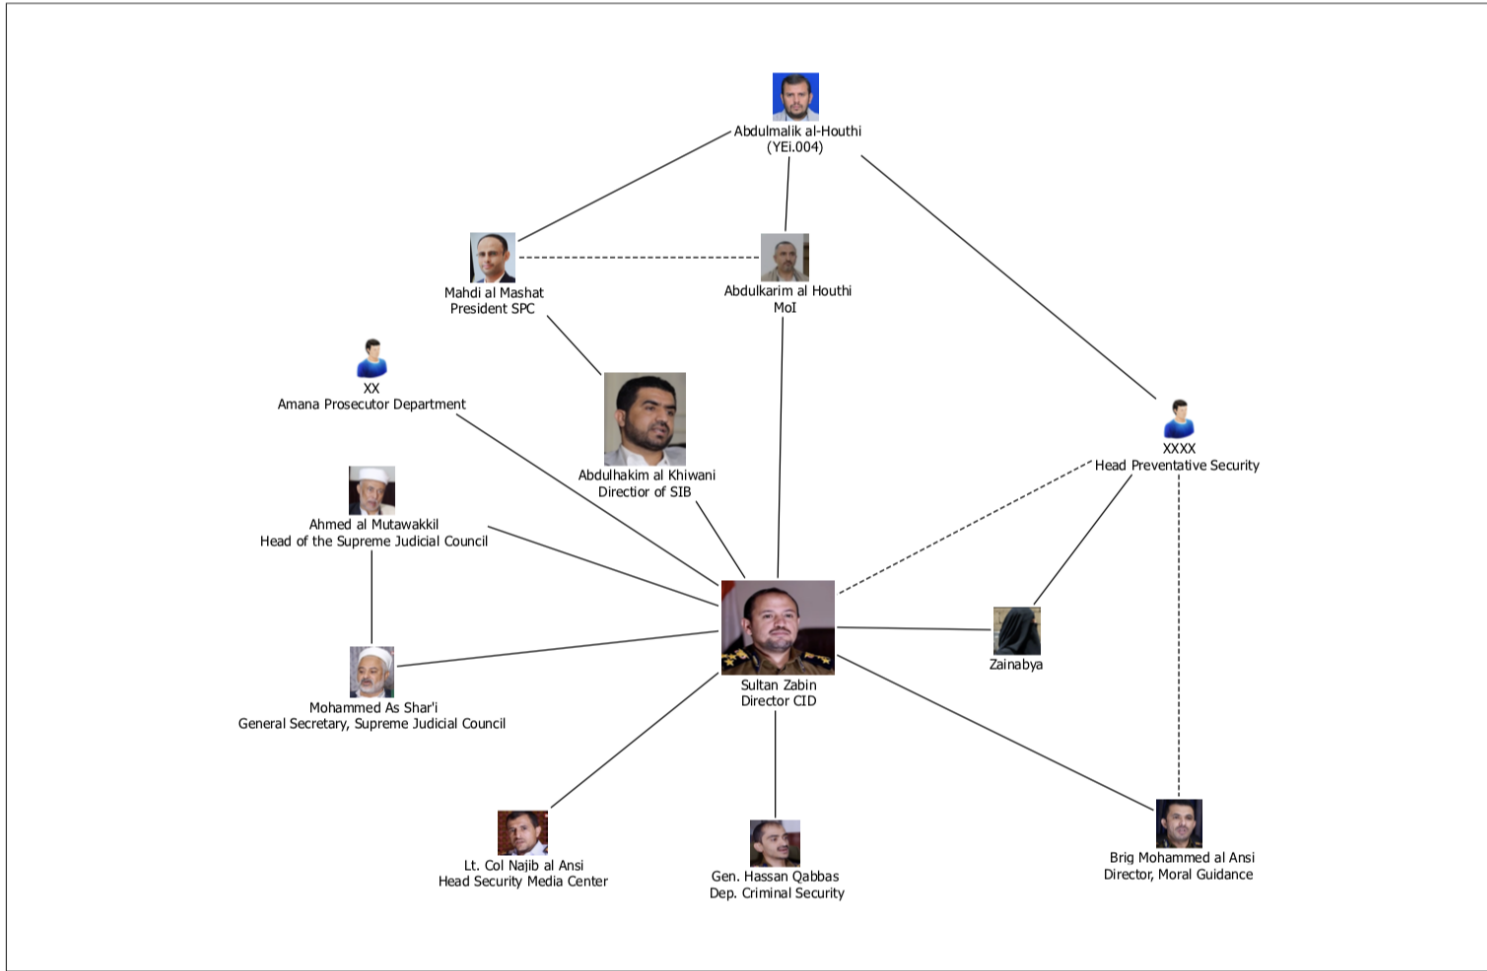 Abdulmalik al-Houthi
(YEi.004)
Mahdi al Mashat
President SPC
Abdulkarim al Houthi
MoI
XX
Amana Prosecutor Department
XXXX
Head Preventative Security
Abdulhakim al Khiwani
Directior of SIB
Ahmed al Mutawakkil
Head of the Supreme Judicial Council
Zainabya
Sultan Zabin
Director CID
Mohammed As Shar'i
General Secretary, Supreme Judicial Council
Lt. Col Najib al Ansi
Head Security Media Center
Gen. Hassan Qabbas
Dep. Criminal Security
Brig Mohammed al Ansi
Director, Moral Guidance